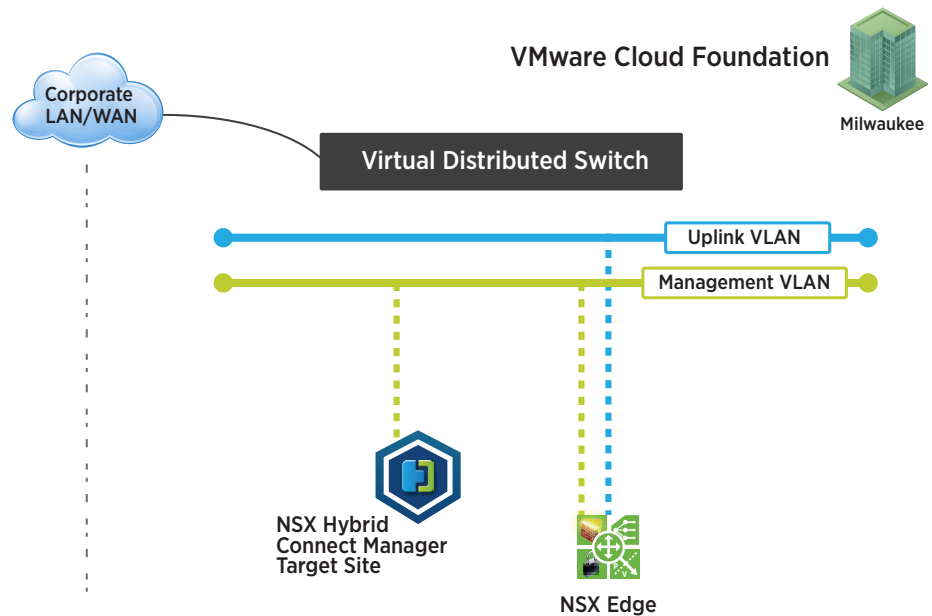 VMware Cloud Foundation
Corporate
LAN/WAN
Milwaukee
Virtual Distributed Switch
Uplink VLAN
Management VLAN
NSX Hybrid
Connect Manager
Target Site
NSX Edge